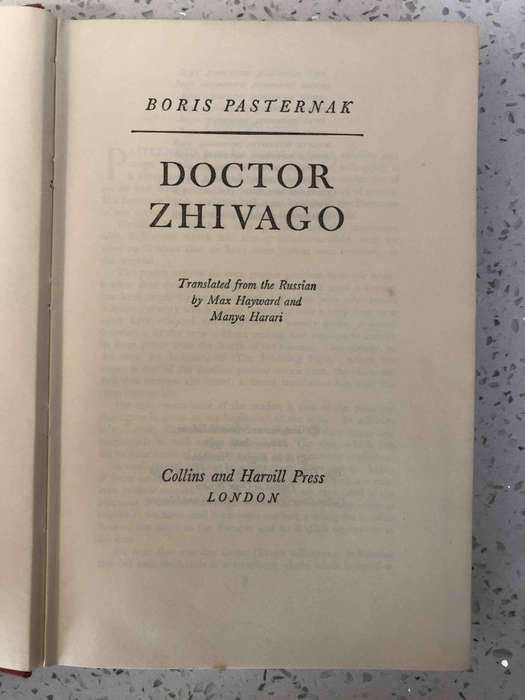 BORIS PASTERNAK
DOCTOR
ZHIVAGO
Translated from the Russian
by Max Hayward and
Manya Harari
Collins and Harvill Press
LONDON